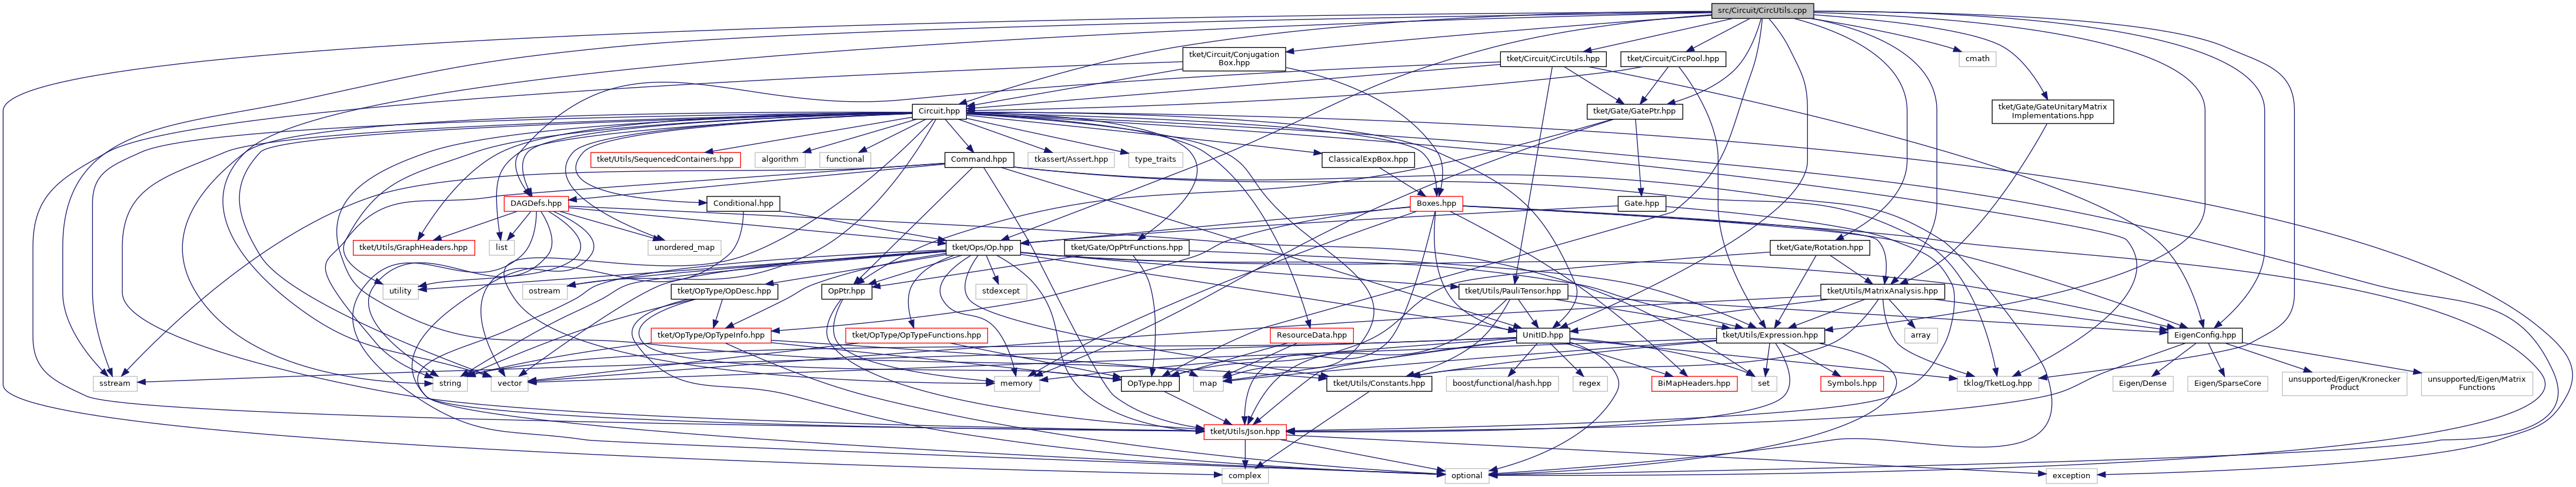 src/Circuit/CircUtils.cpp
tket/Circuit/Conjugation
Box.hpp
tket/Circuit/CircUtils.hpp
tket/Circuit/CircPool.hpp
cmath
Circuit.hpp
tket/Gate/GatePtr.hpp
tket/Gate/GateUnitaryMatrix
Implementations.hpp
tket/Utils/SequencedContainers.hpp
algorithm
functional
Command.hpp
tkassert/Assert.hpp
type_traits
ClassicalExpBox.hpp
DAGDefs.hpp
Conditional.hpp
Boxes.hpp
Gate.hpp
tket/Utils/GraphHeaders.hpp
list
unordered_map
tket/Ops/Op.hpp
tket/Gate/OpPtrFunctions.hpp
tket/Gate/Rotation.hpp
utility
ostream
tket/OpType/OpDesc.hpp
OpPtr.hpp
stdexcept
tket/Utils/PauliTensor.hpp
tket/Utils/MatrixAnalysis.hpp
tket/OpType/OpTypeInfo.hpp
tket/OpType/OpTypeFunctions.hpp
ResourceData.hpp
UnitID.hpp
tket/Utils/Expression.hpp
array
EigenConfig.hpp
sstream
string
vector
memory
OpType.hpp
map
tket/Utils/Constants.hpp
boost/functional/hash.hpp
regex
BiMapHeaders.hpp
set
Symbols.hpp
tklog/TketLog.hpp
Eigen/Dense
Eigen/SparseCore
unsupported/Eigen/Kronecker
Product
unsupported/Eigen/Matrix
Functions
tket/Utils/Json.hpp
complex
optional
exception